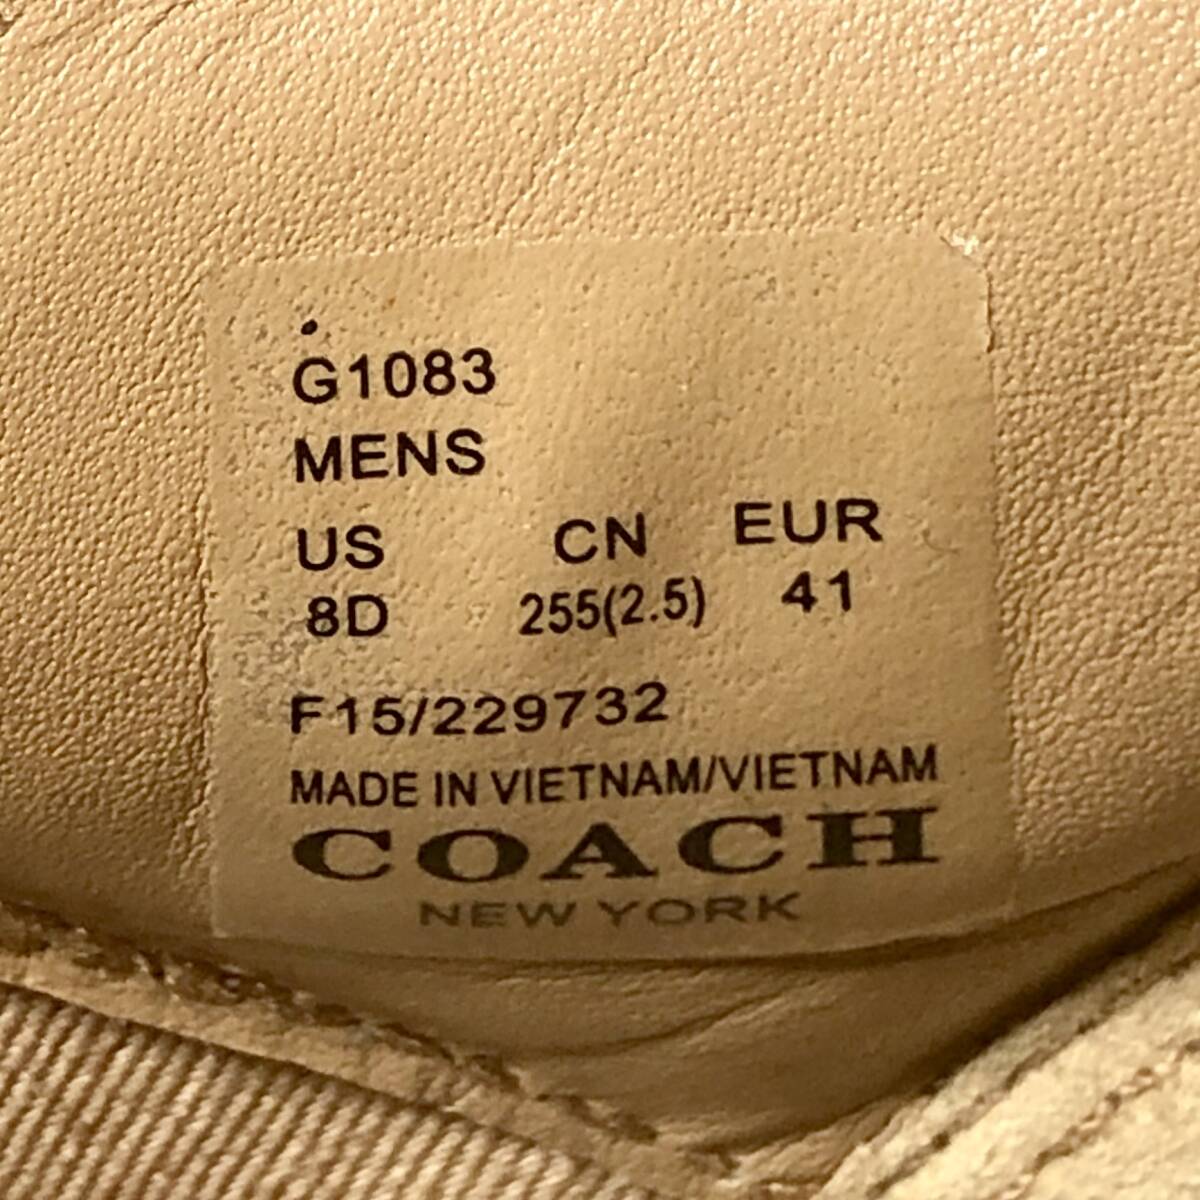 G1083
MENS
US CN EUR
8D 255(2.5) 41
F15/229732
MADE IN VIETNAM/VIETNAM
COACH
NEW YORK